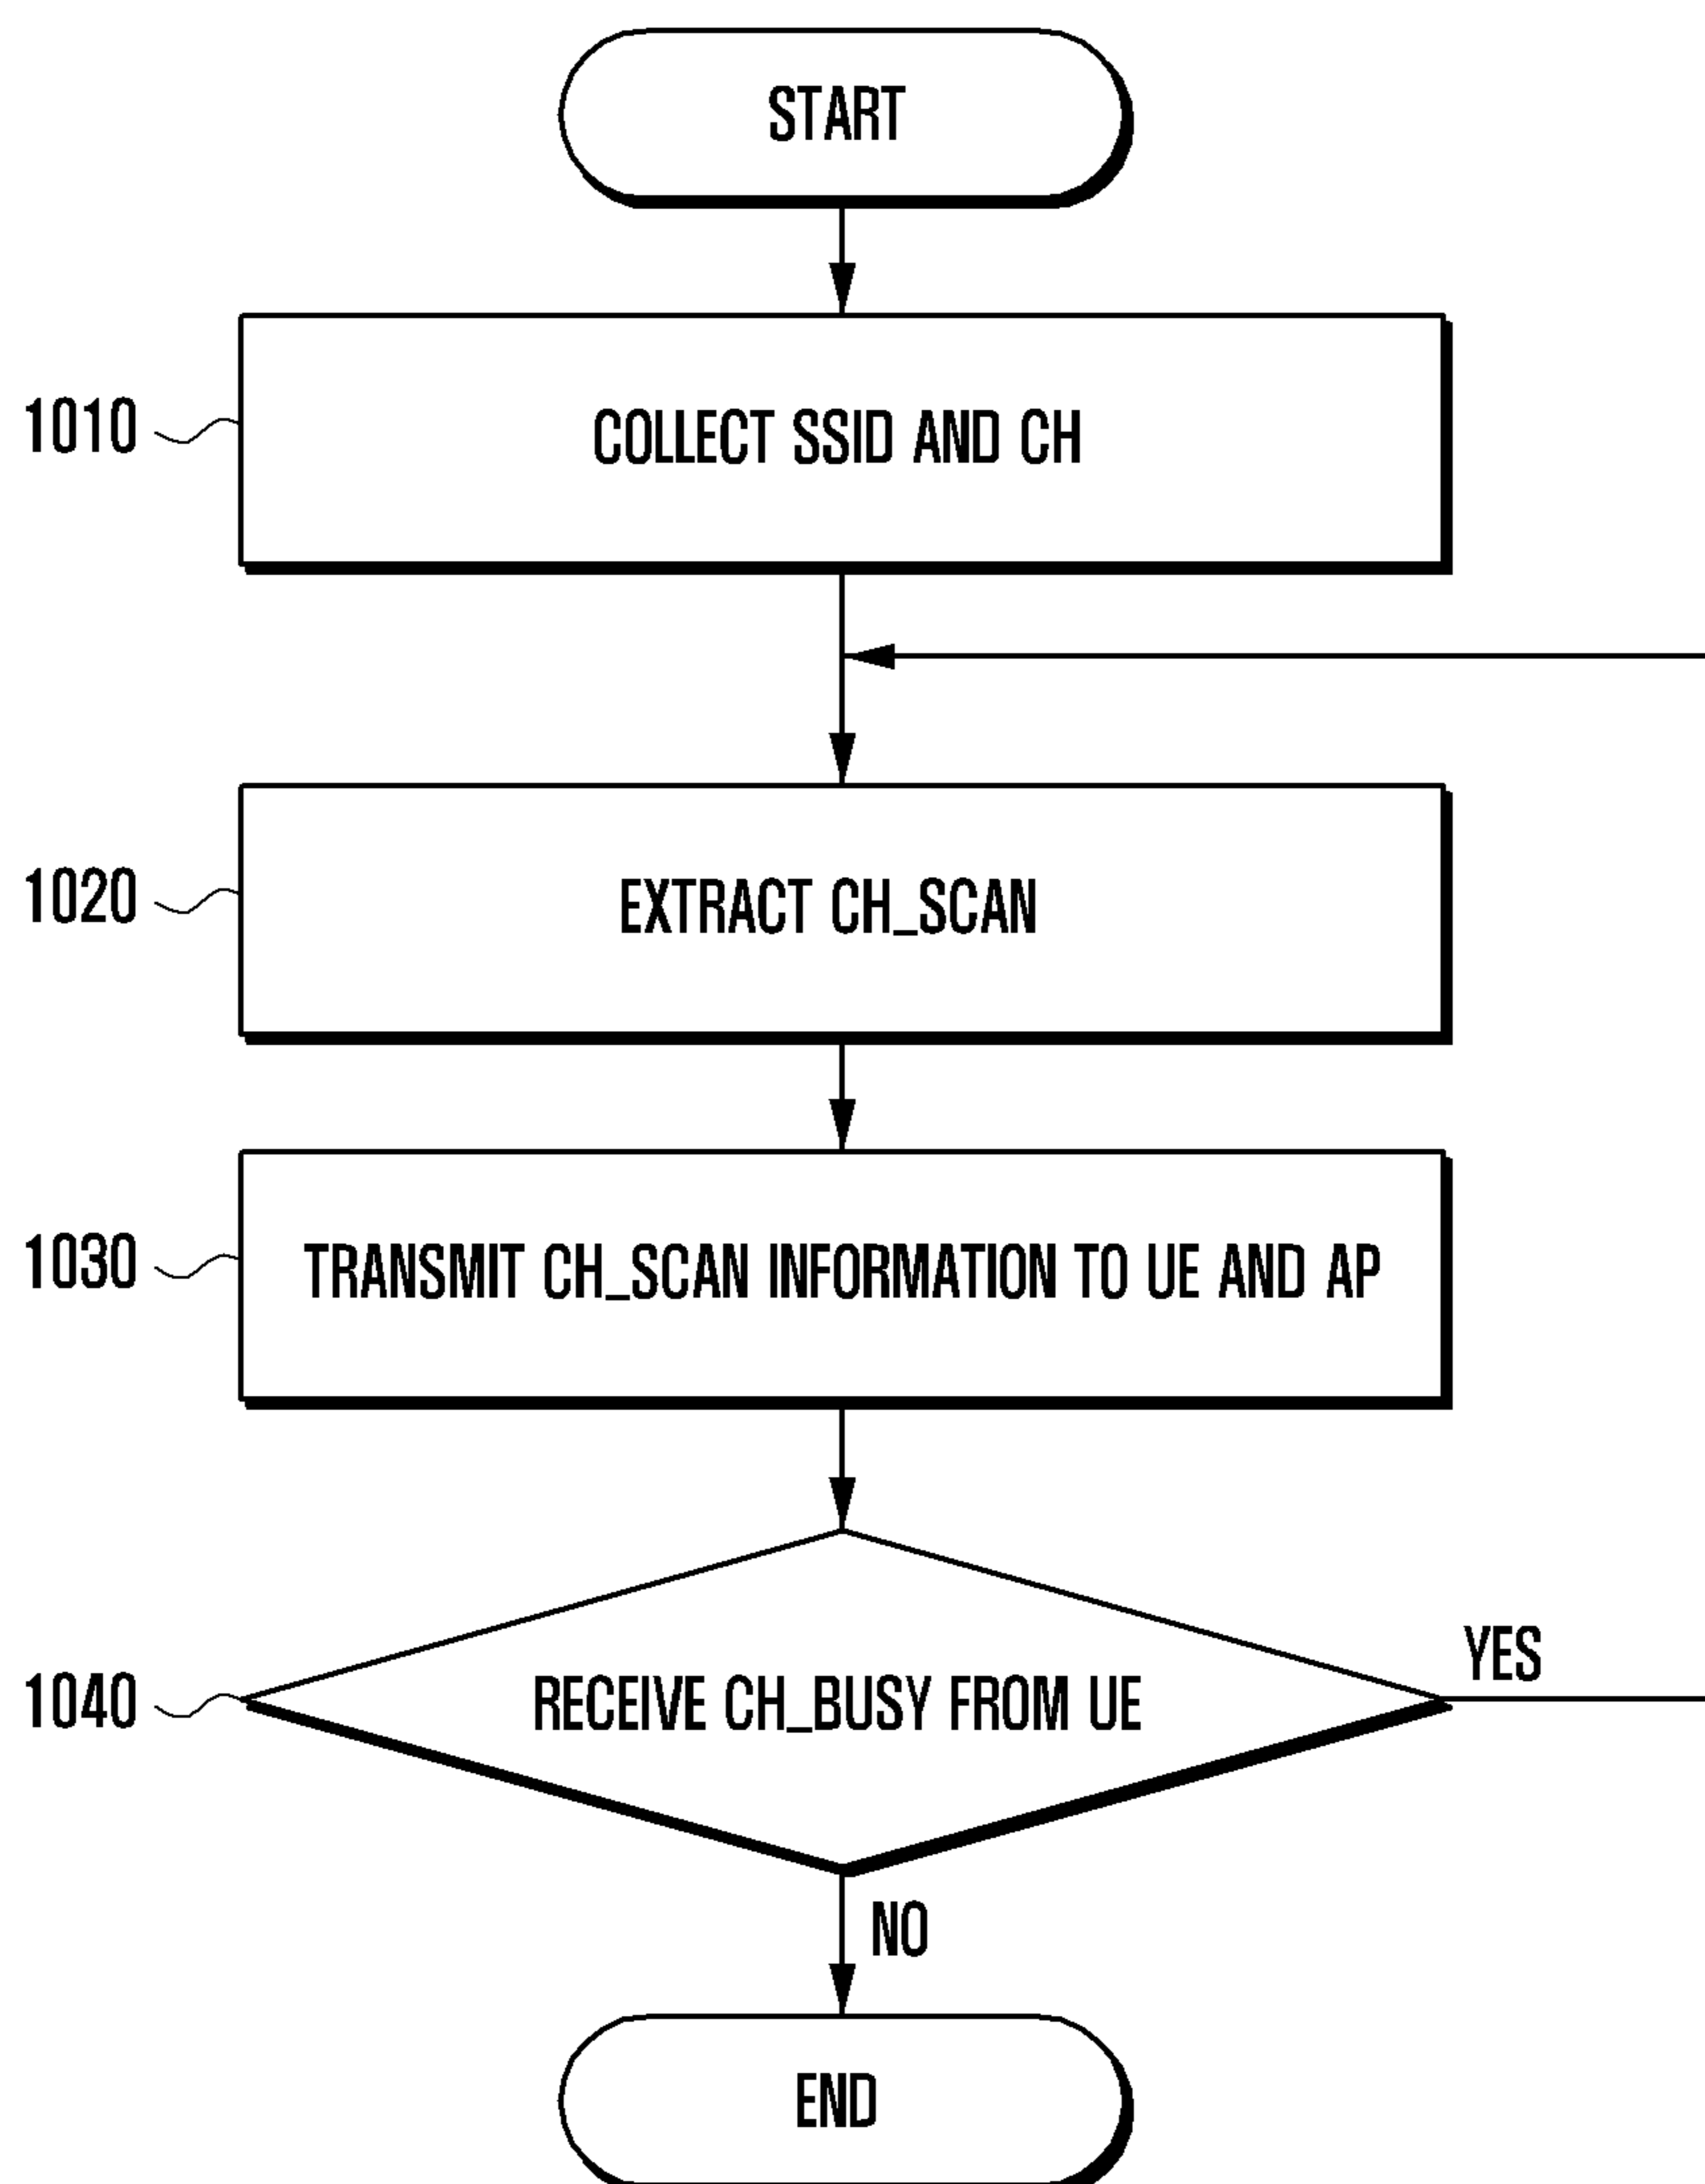 START
1010
COLLECT SSID AND CH
1020
EXTRACT CH_SCAN
1030
TRANSMIT CH_SCAN INFORMATION TO UE AND AP
YES
1040
RECEIVE CH_BUSY FROM UE
NO
END